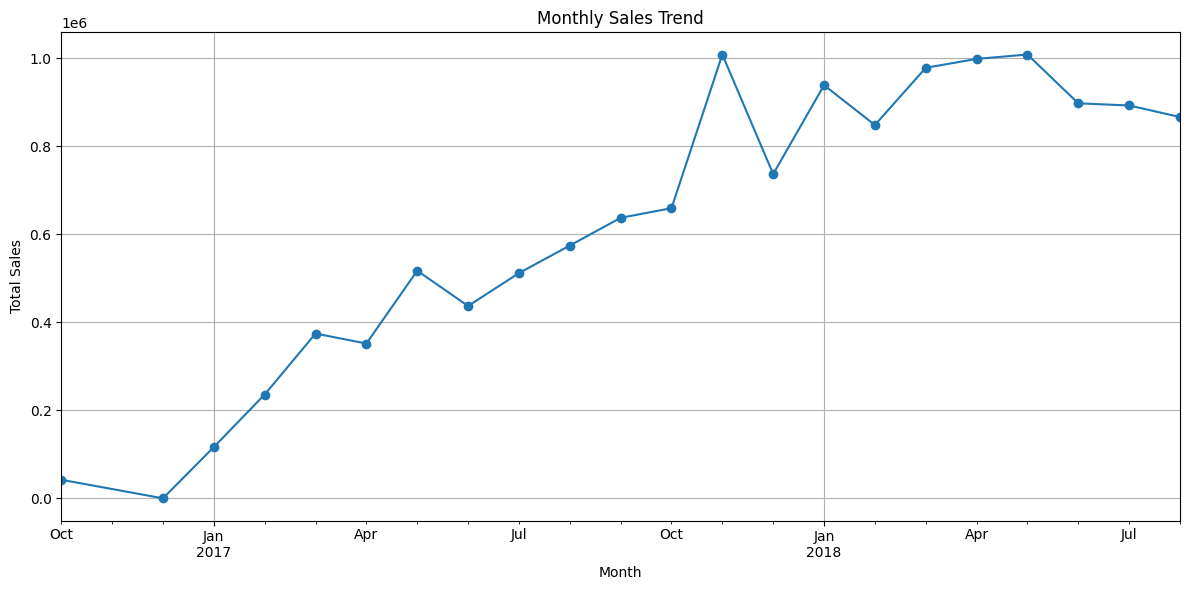 Monthly Sales Trend
1e6
1.0
0.8
0.6
0.4
0.2
0.0
Total Sales
Oct Jan Apr Jul Oct Jan Apr Jul
2017 2018
Month